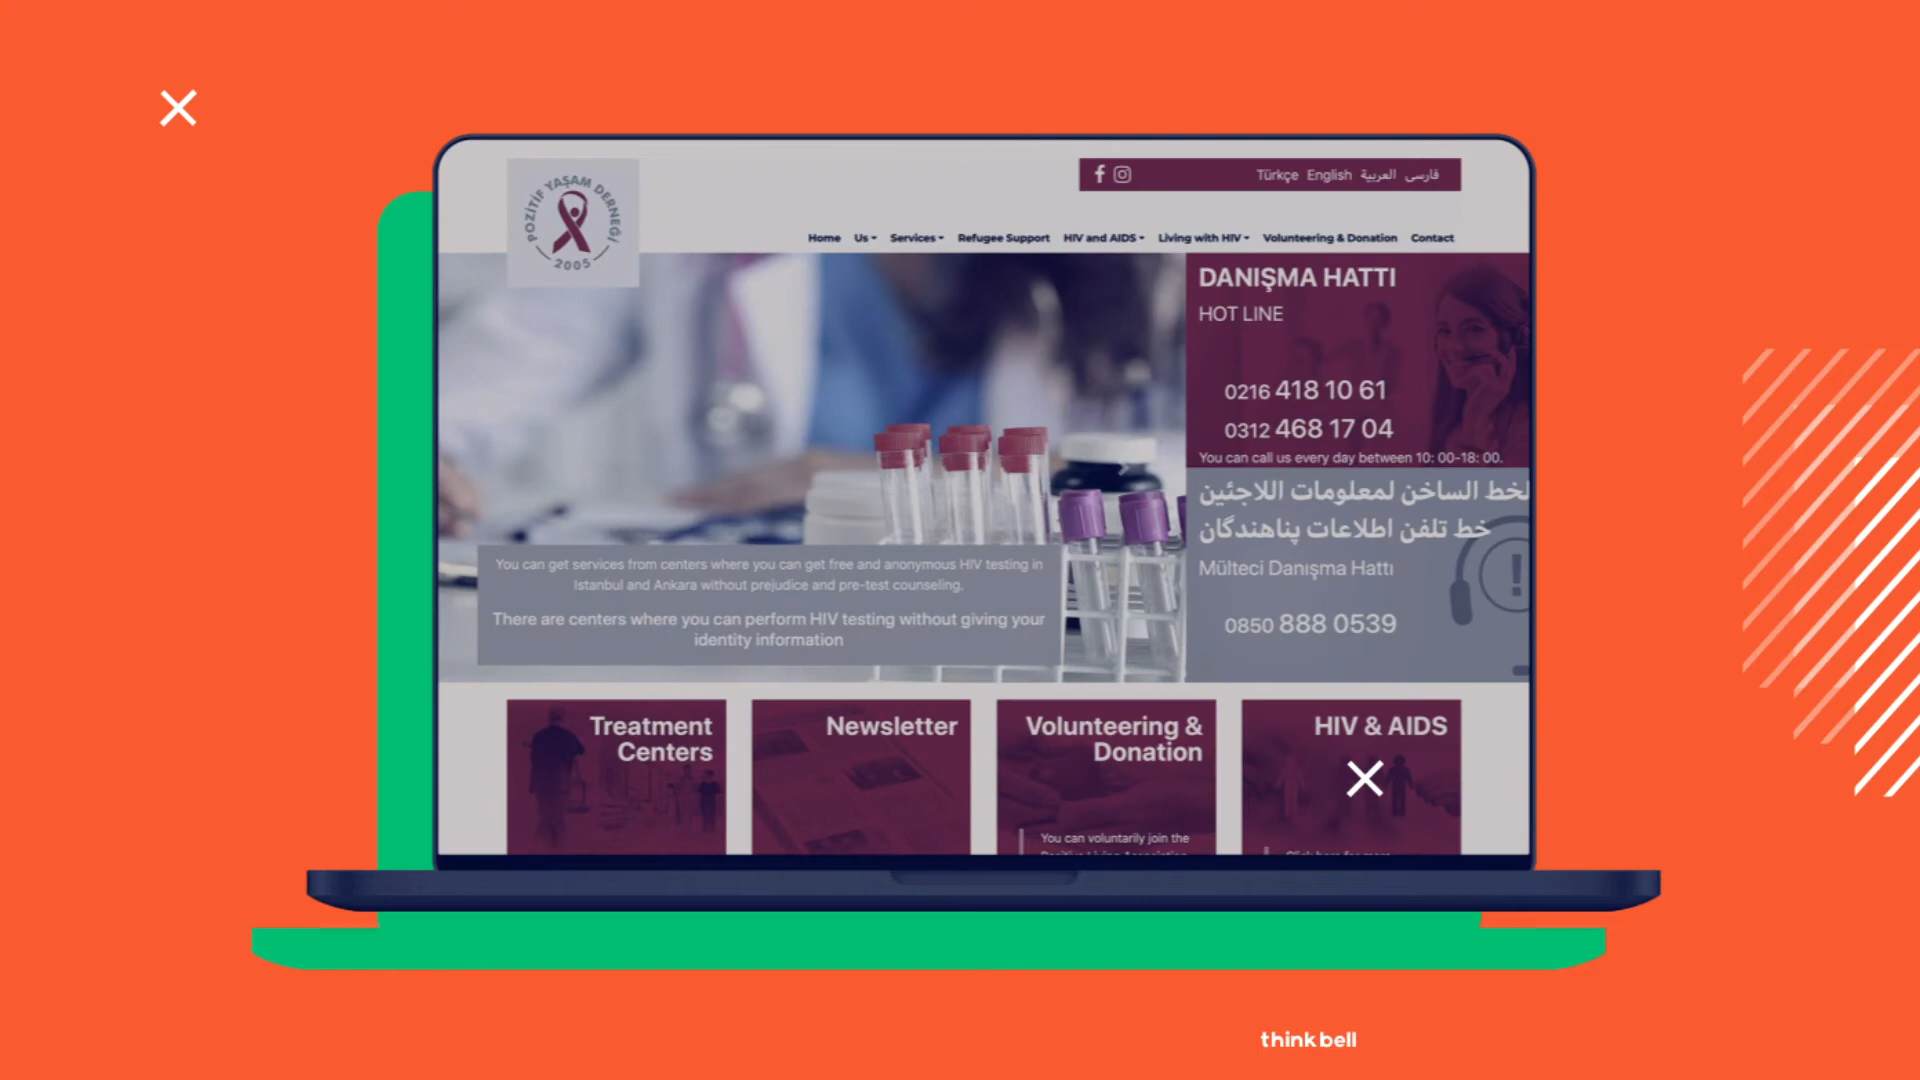 POZİTİF YAŞAM DERNEĞİ
2005
Türkçe English العربية فارسی
Home Us Services Refugee Support HIV and AIDS Living with HIV Volunteering & Donation Contact
DANIŞMA HATTI
HOT LINE
0216 418 10 61
0312 468 17 04
You can call us every day between 10: 00-18: 00.
لخط الساخن لمعلومات اللاجئين
خط تلفن اطلاعات پناهندگان
Mülteci Danışma Hattı
0850 888 0539
You can get services from centers where you can get free and anonymous HIV testing in
Istanbul and Ankara without prejudice and pre-test counseling.
There are centers where you can perform HIV testing without giving your
identity information
Treatment
Centers
Newsletter
Volunteering &
Donation
You can voluntarily join the
HIV & AIDS
thinkbell